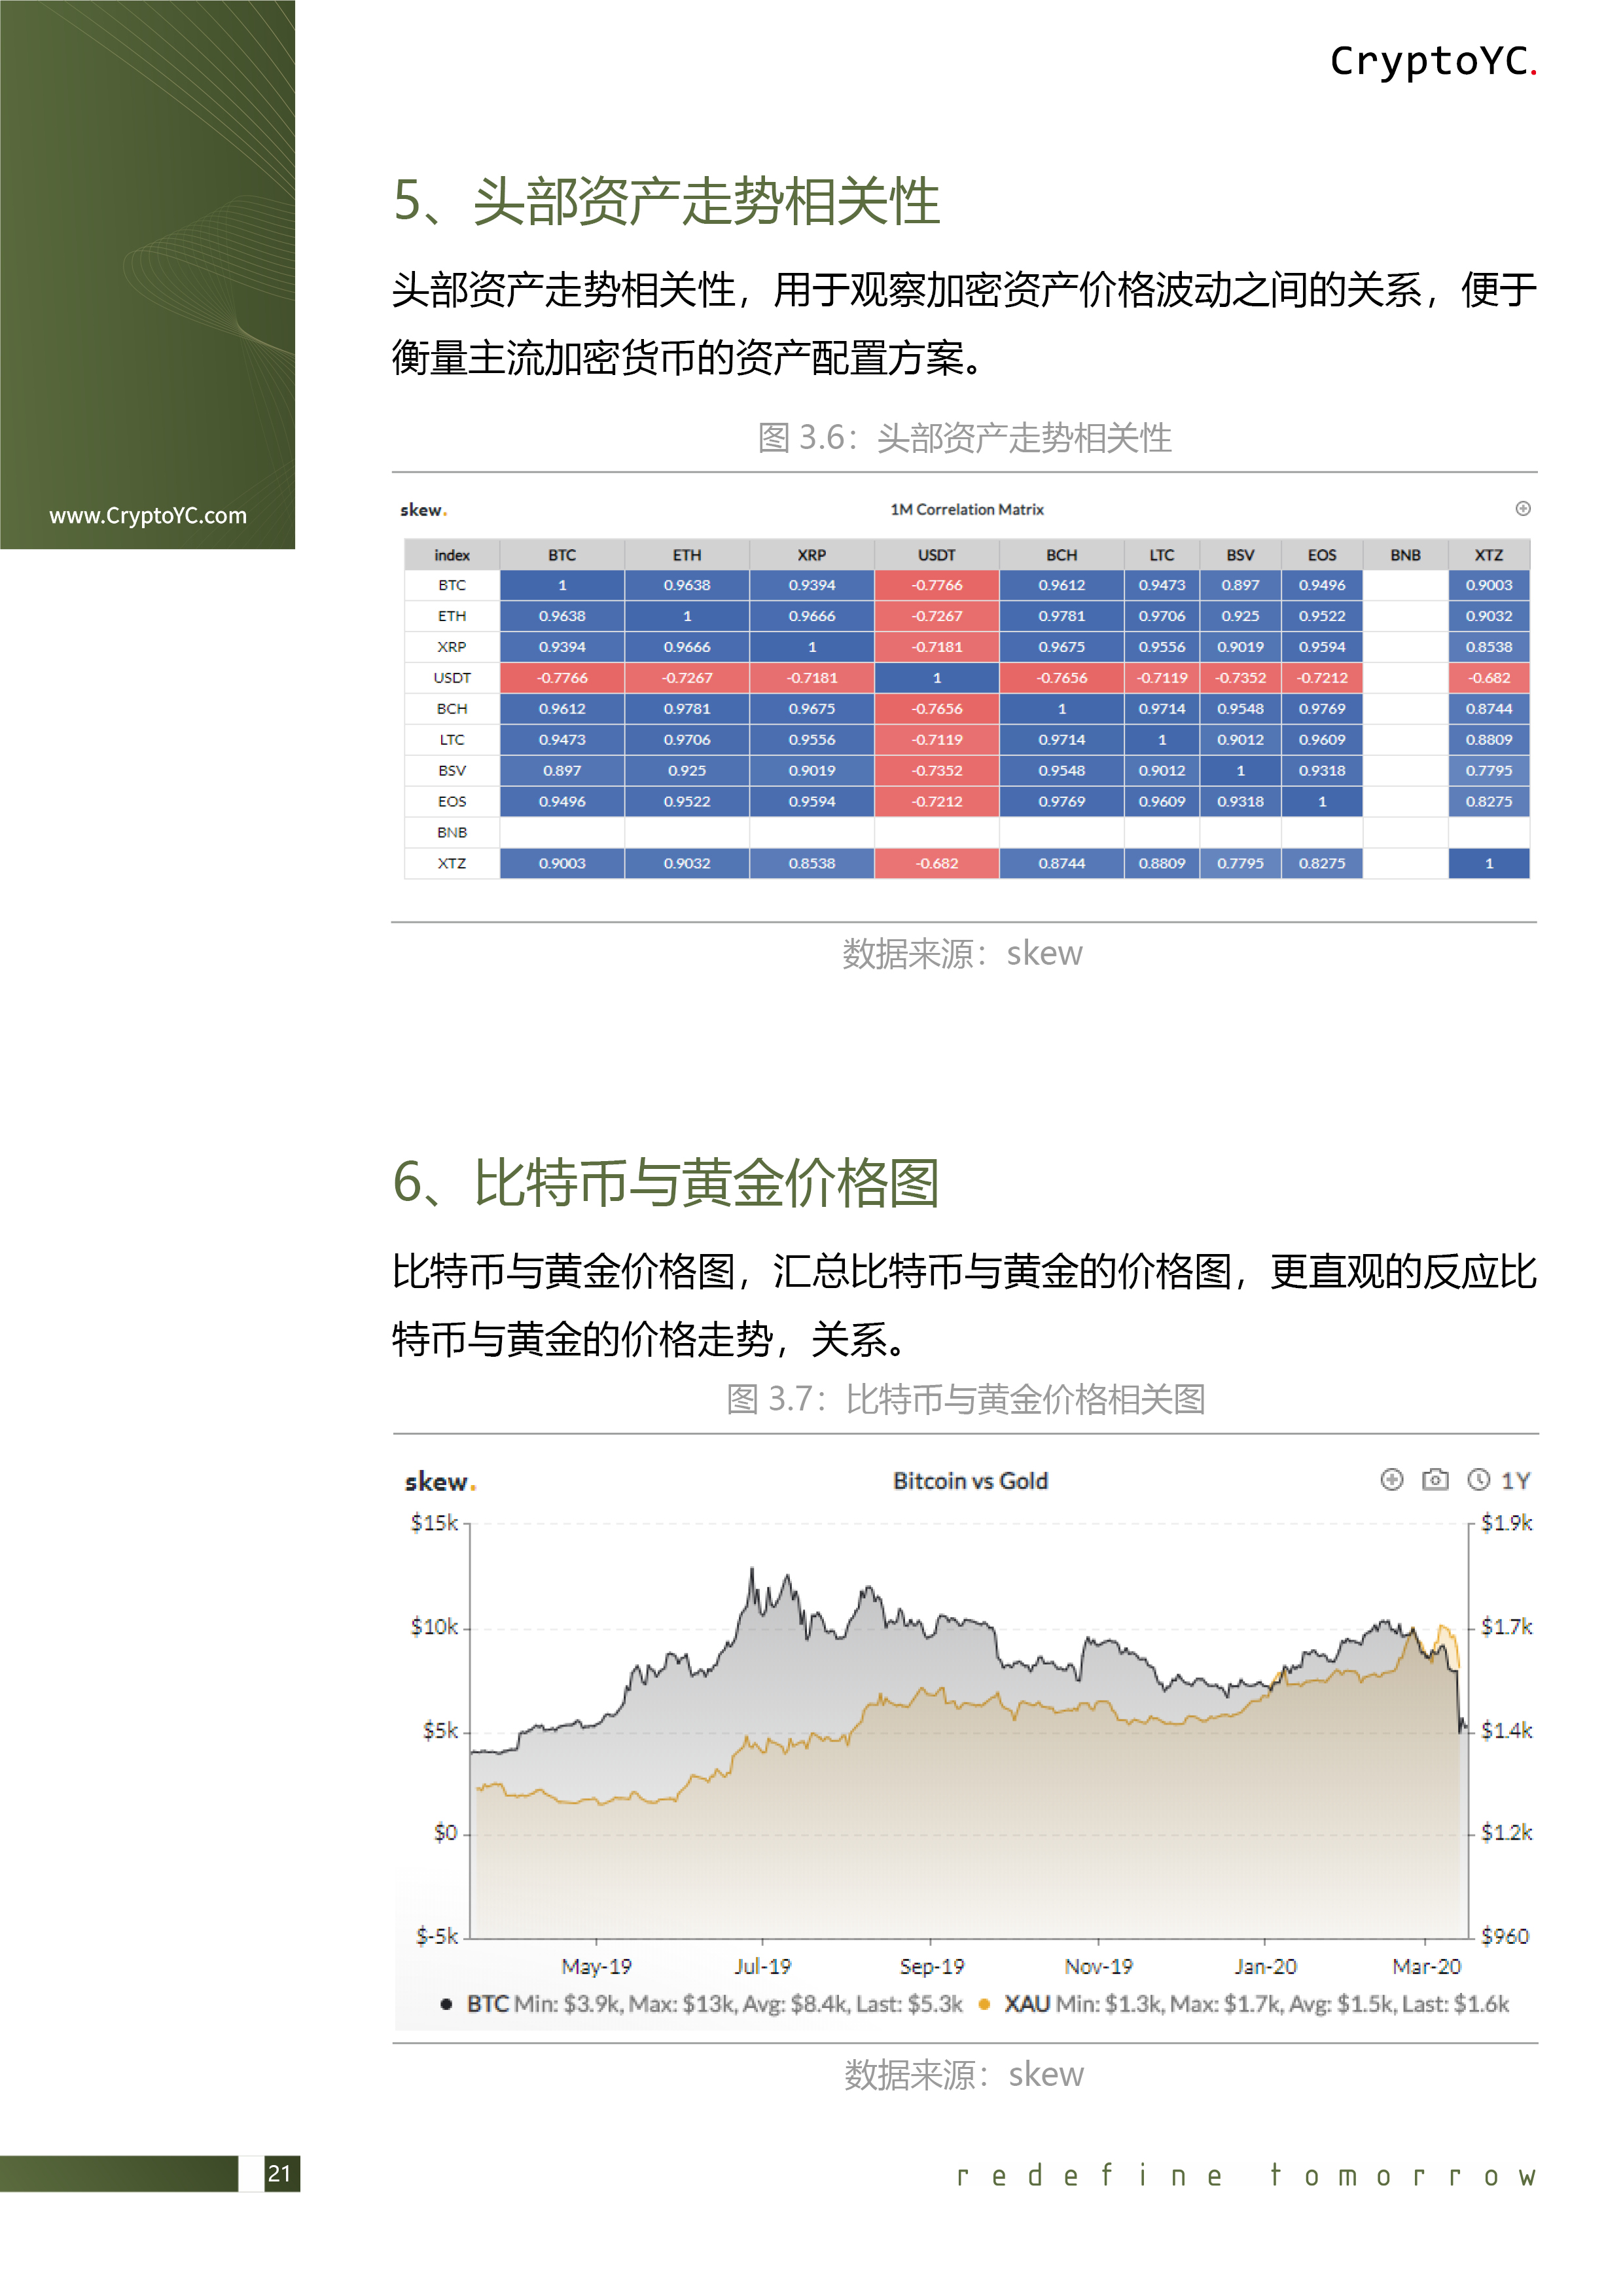 CryptoYC.
www.CryptoYC.com
5、头部资产走势相关性
头部资产走势相关性，用于观察加密资产价格波动之间的关系，便于
衡量主流加密货币的资产配置方案。
图 3.6：头部资产走势相关性
skew. 1M Correlation Matrix
index BTC ETH XRP USDT BCH LTC BSV EOS BNB XTZ
BTC 1 0.9638 0.9394 -0.7766 0.9612 0.9473 0.897 0.9496 0.9003
ETH 0.9638 1 0.9666 -0.7267 0.9781 0.9706 0.925 0.9522 0.9032
XRP 0.9394 0.9666 1 -0.7181 0.9675 0.9556 0.9019 0.9594 0.8538
USDT -0.7766 -0.7267 -0.7181 1 -0.7656 -0.7119 -0.7352 -0.7212 -0.682
BCH 0.9612 0.9781 0.9675 -0.7656 1 0.9714 0.9548 0.9769 0.8744
LTC 0.9473 0.9706 0.9556 -0.7119 0.9714 1 0.9012 0.9609 0.8809
BSV 0.897 0.925 0.9019 -0.7352 0.9548 0.9012 1 0.9318 0.7795
EOS 0.9496 0.9522 0.9594 -0.7212 0.9769 0.9609 0.9318 1 0.8275
BNB
XTZ 0.9003 0.9032 0.8538 -0.682 0.8744 0.8809 0.7795 0.8275 1
数据来源：skew
6、比特币与黄金价格图
比特币与黄金价格图，汇总比特币与黄金的价格图，更直观的反应比
特币与黄金的价格走势，关系。
图 3.7：比特币与黄金价格相关图
skew. Bitcoin vs Gold 1Y
$15k $1.9k
$10k $1.7k
$5k $1.4k
$0 $1.2k
$-5k $960
May-19 Jul-19 Sep-19 Nov-19 Jan-20 Mar-20
BTC Min: $3.9k, Max: $13k, Avg: $8.4k, Last: $5.3k XAU Min: $1.3k, Max: $1.7k, Avg: $1.5k, Last: $1.6k
数据来源：skew
21
redefine tomorrow